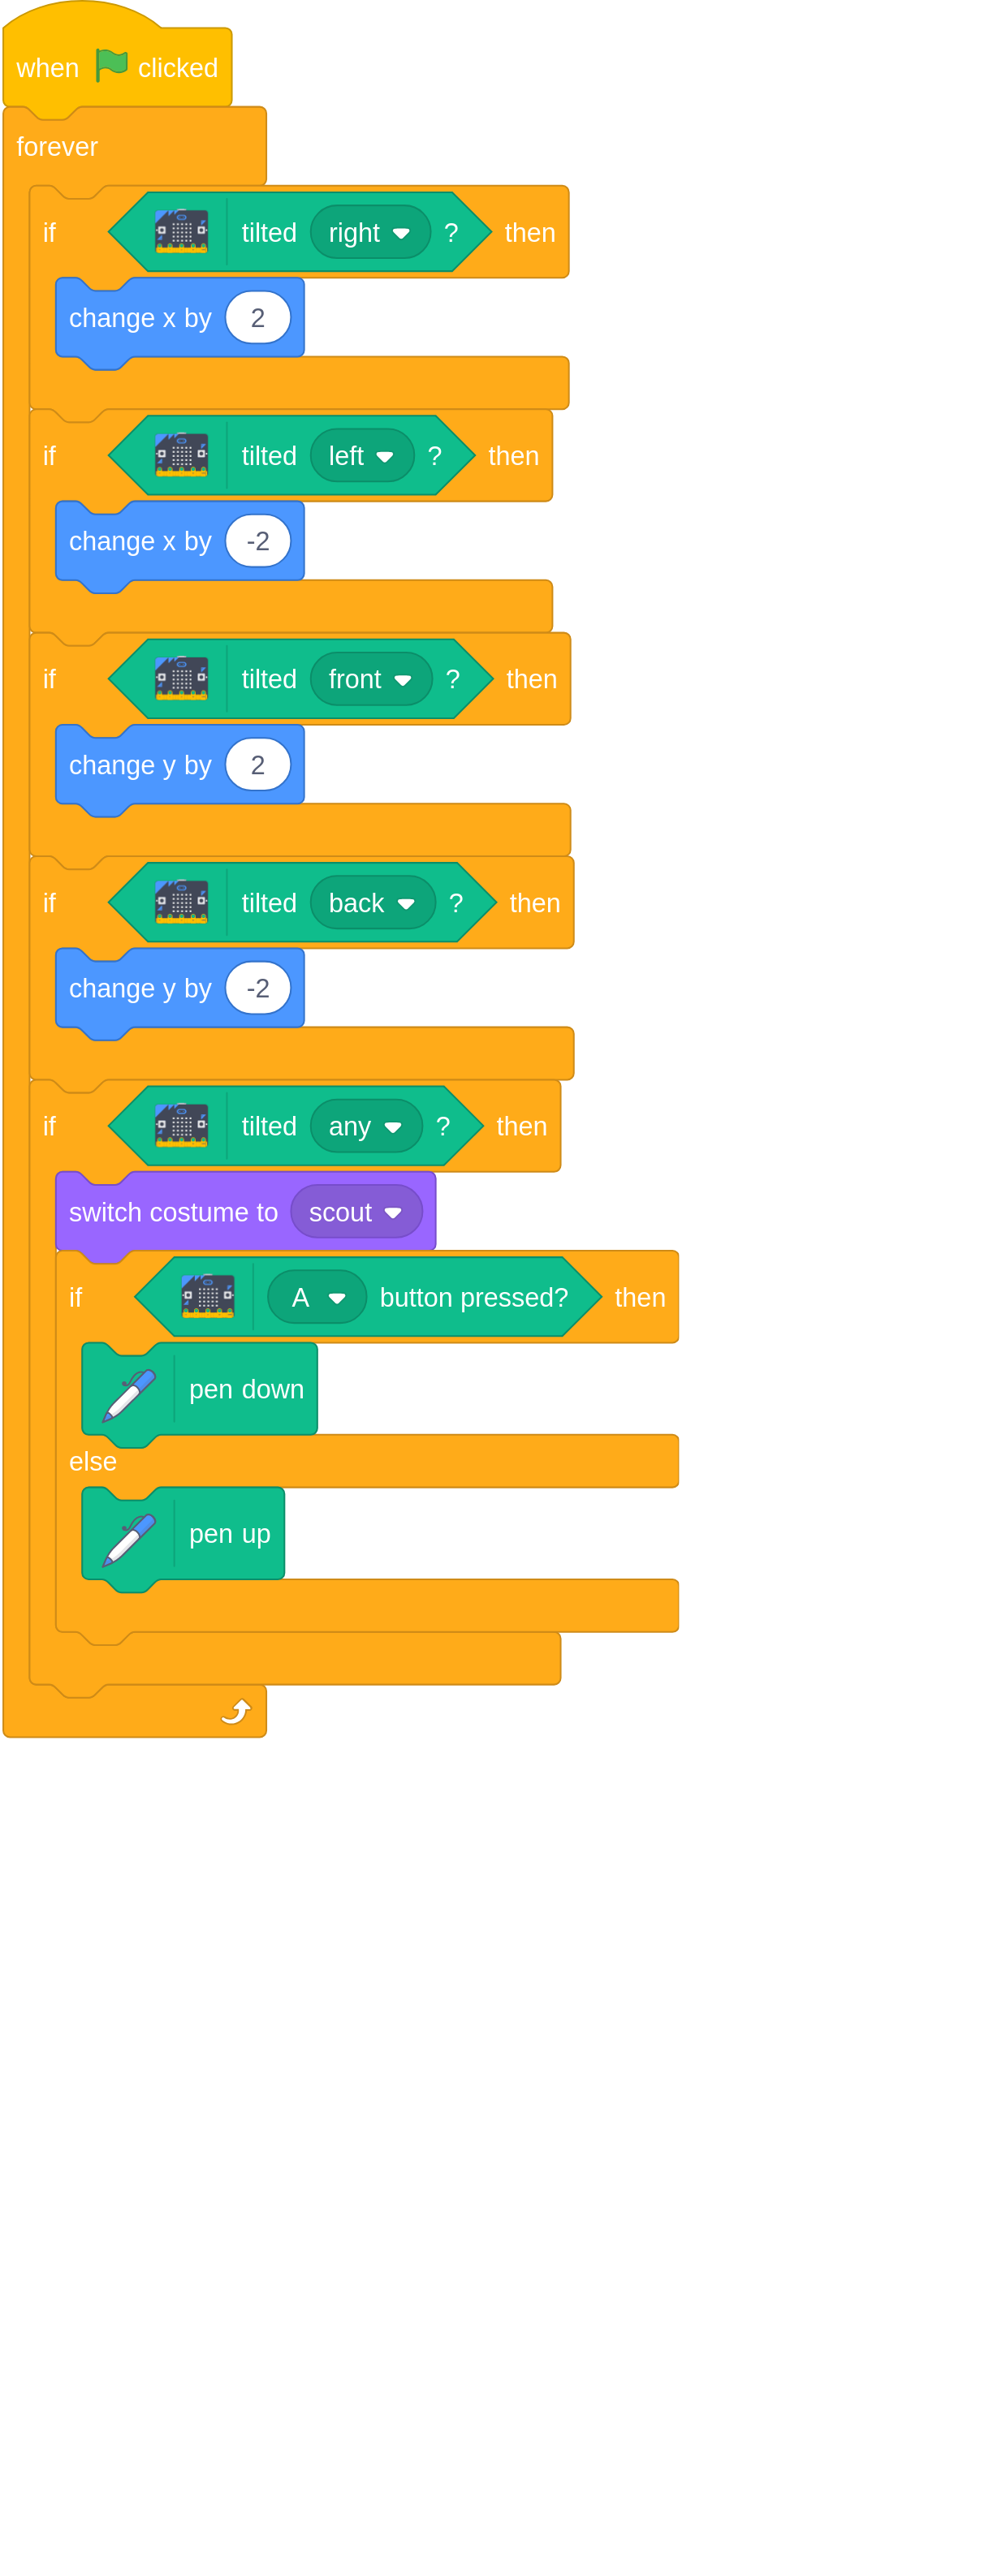 when clicked
forever
if tilted right ? then
change x by 2
if tilted left ? then
change x by -2
if tilted front ? then
change y by 2
if tilted back ? then
change y by -2
if tilted any ? then
switch costume to scout
if A button pressed? then
pen down
else
pen up